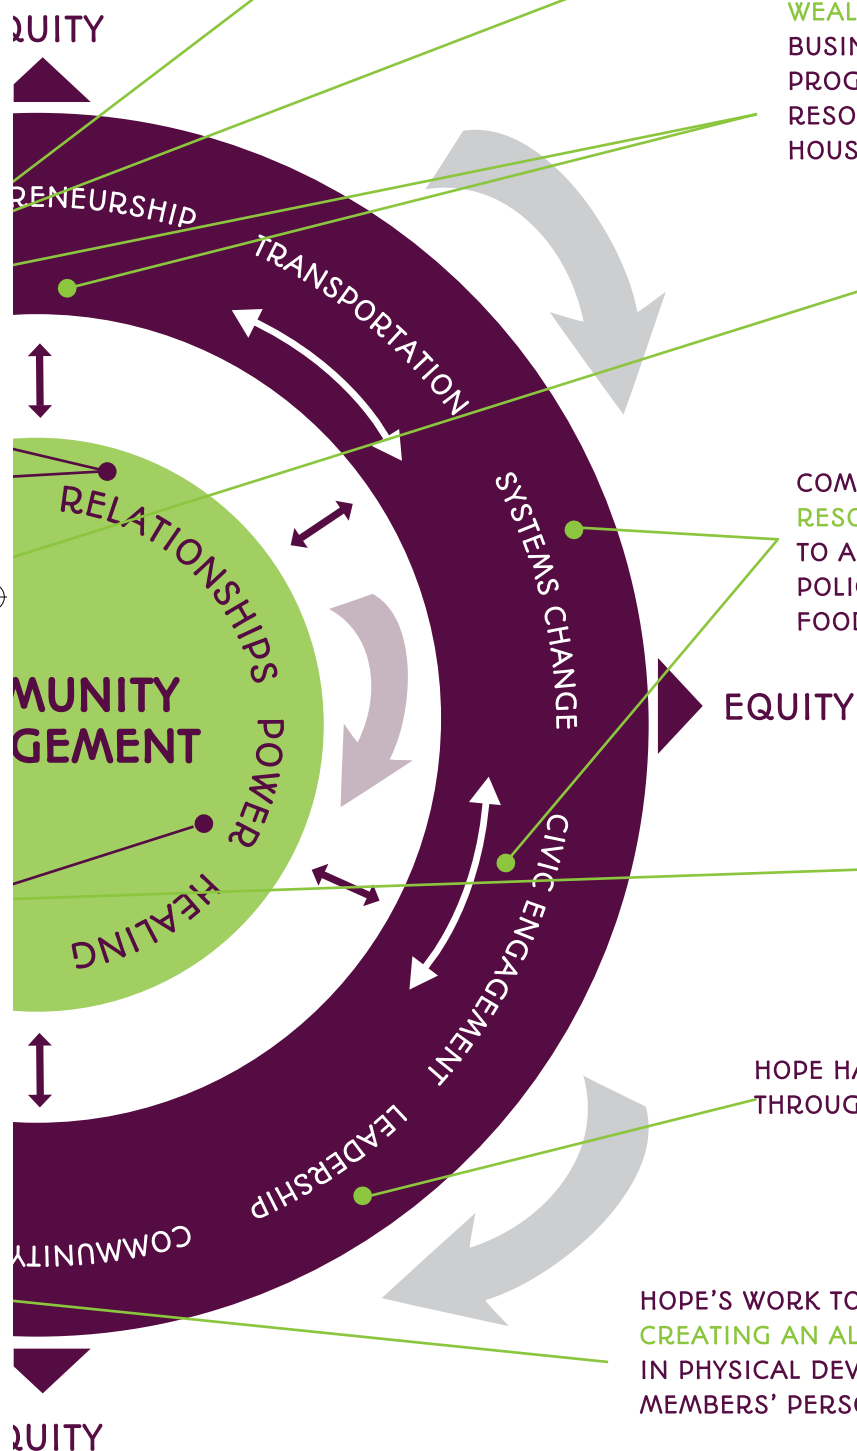 QUITY
WEAL
BUSIN
PROG
RESO
HOUS
RENEURSHIP
TRANSPORTATION
SYSTEMS CHANGE
COM
RESO
TO A
POLIC
FOOD
RELATIONSHIPS
MUNITY
GEMENT
POWER
EQUITY
CIVIC ENGAGEMENT
HEALING
HOPE HA
THROUG
LEADERSHIP
COMMUNITY
HOPE’S WORK TO
CREATING AN AL
IN PHYSICAL DEV
MEMBERS’ PERSO
QUITY